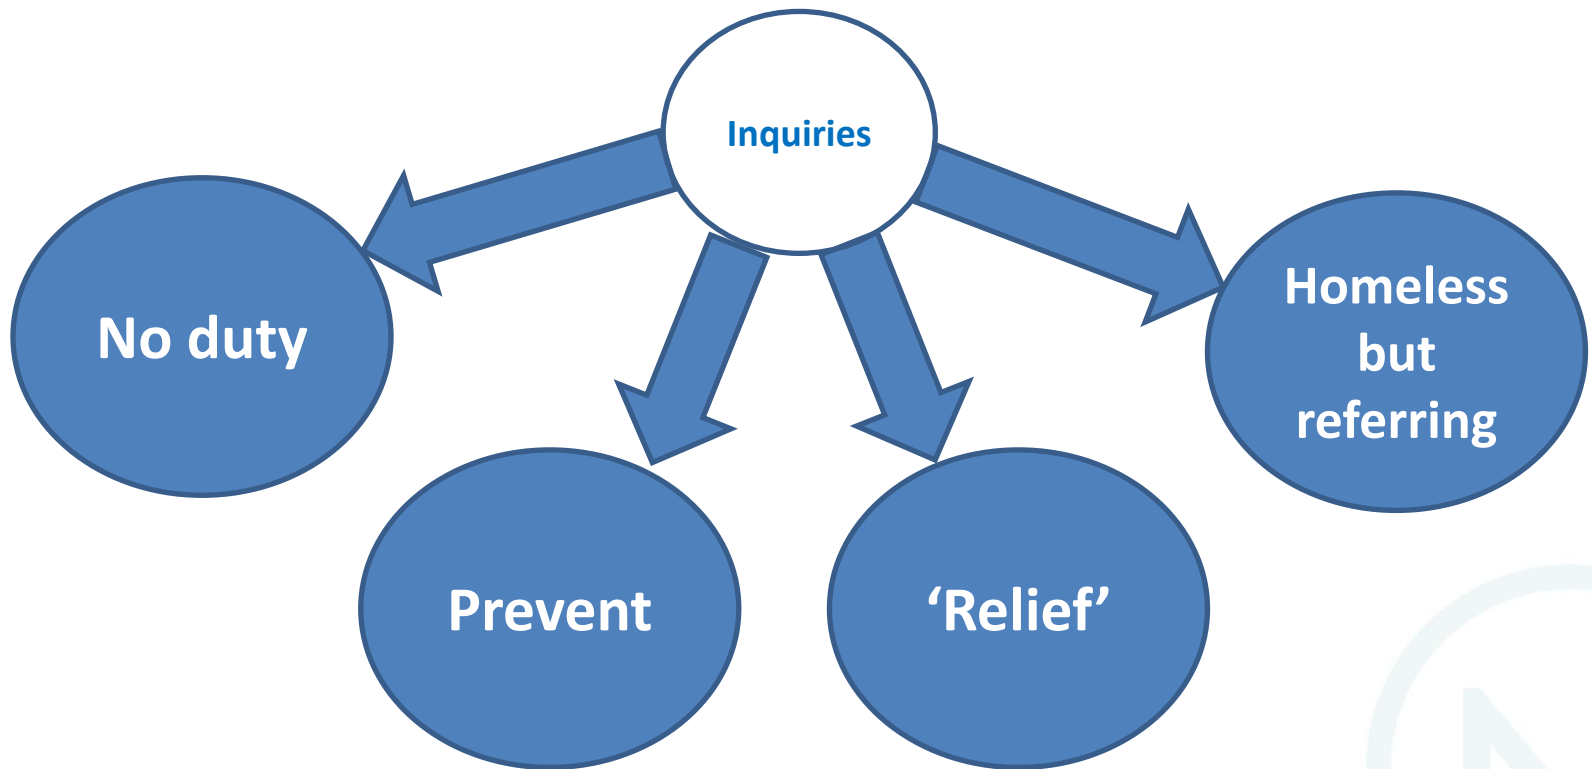 Inquiries
No duty
Homeless
but
referring
Prevent
‘Relief’